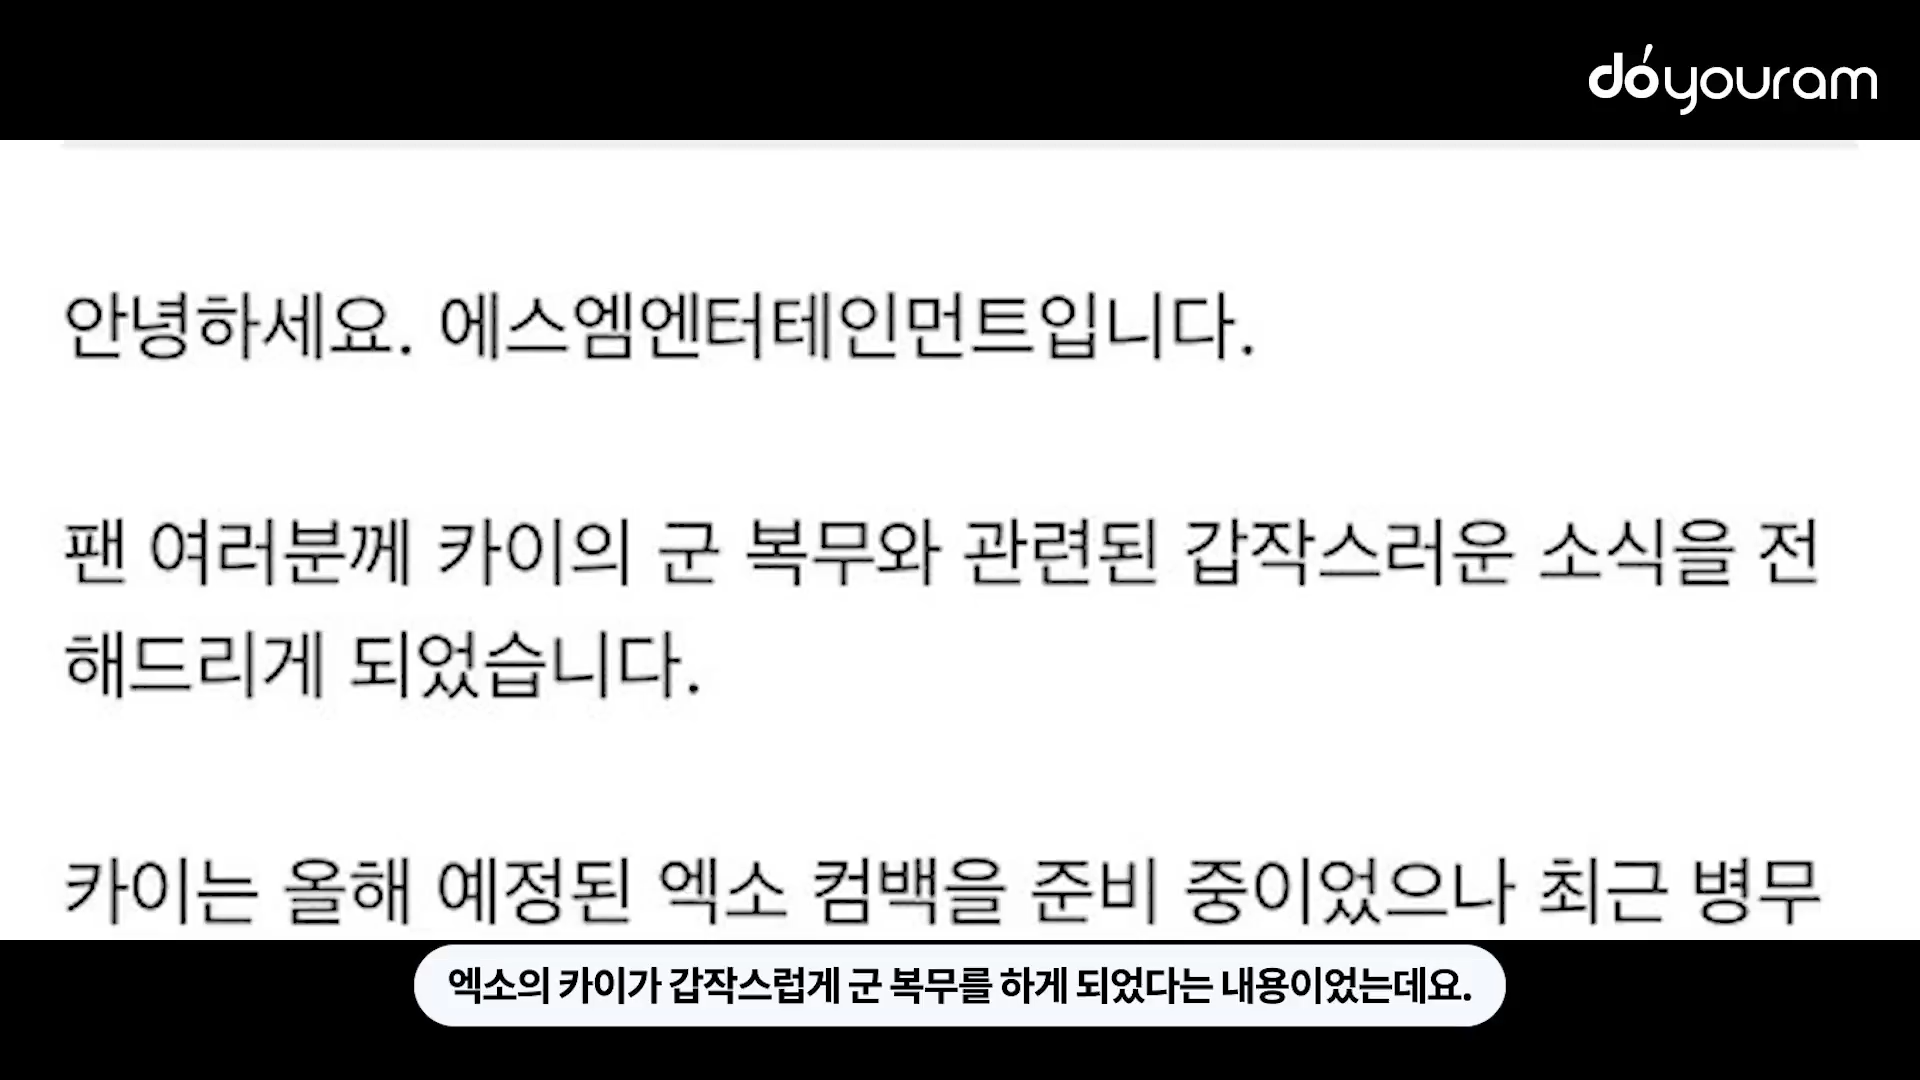 dóyouram
안녕하세요. 에스엠엔터테인먼트입니다.
팬 여러분께 카이의 군 복무와 관련된 갑작스러운 소식을 전
해드리게 되었습니다.
카이는 올해 예정된 엑소 컴백을 준비 중이었으나 최근 병무
엑소의 카이가 갑작스럽게 군 복무를 하게 되었다는 내용이었는데요.